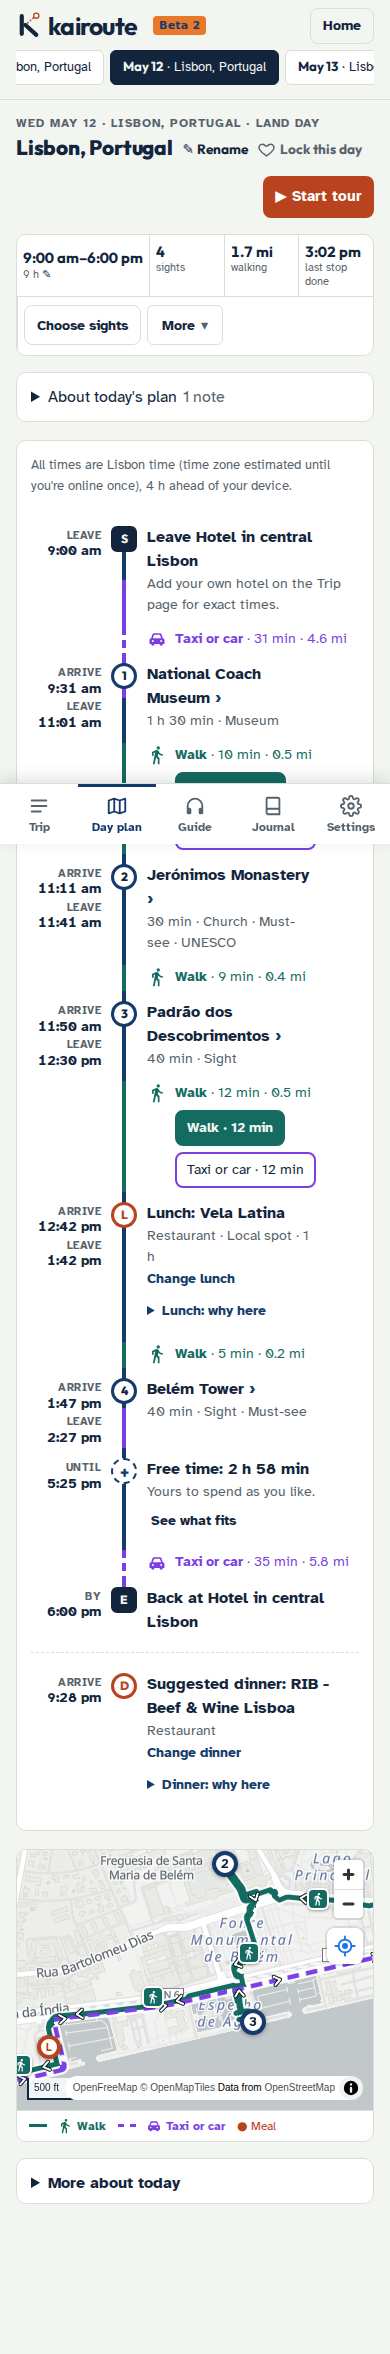 kairoute Beta 2 Home
bon, Portugal May 12 · Lisbon, Portugal May 13 · Lisb
WED MAY 12 · LISBON, PORTUGAL · LAND DAY
Lisbon, Portugal ✎ Rename Lock this day
▶ Start tour
9:00 am–6:00 pm
9 h ✎
4
sights
1.7 mi
walking
3:02 pm
last stop
done
Choose sights More ▾
▶ About today's plan 1 note
All times are Lisbon time (time zone estimated until
you're online once), 4 h ahead of your device.
LEAVE
9:00 am
S
Leave Hotel in central
Lisbon
Add your own hotel on the Trip
page for exact times.
Taxi or car · 31 min · 4.6 mi
ARRIVE
9:31 am
LEAVE
11:01 am
1
National Coach
Museum ›
1 h 30 min · Museum
Walk · 10 min · 0.5 mi
Trip Day plan Guide Journal Settings
ARRIVE
11:11 am
LEAVE
11:41 am
2
Jerónimos Monastery
›
30 min · Church · Must-
see · UNESCO
Walk · 9 min · 0.4 mi
ARRIVE
11:50 am
LEAVE
12:30 pm
3
Padrão dos
Descobrimentos ›
40 min · Sight
Walk · 12 min · 0.5 mi
Walk · 12 min
Taxi or car · 12 min
ARRIVE
12:42 pm
LEAVE
1:42 pm
L
Lunch: Vela Latina
Restaurant · Local spot · 1
h
Change lunch
▶ Lunch: why here
Walk · 5 min · 0.2 mi
ARRIVE
1:47 pm
LEAVE
2:27 pm
4
Belém Tower ›
40 min · Sight · Must-see
UNTIL
5:25 pm
+
Free time: 2 h 58 min
Yours to spend as you like.
See what fits
Taxi or car · 35 min · 5.8 mi
BY
6:00 pm
E
Back at Hotel in central
Lisbon
ARRIVE
9:28 pm
D
Suggested dinner: RIB -
Beef & Wine Lisboa
Restaurant
Change dinner
▶ Dinner: why here
Freguesia de Santa
Maria de Belém
2
+
−
Rua Bartolomeu Dias
N 6
da Índia
3
L
500 ft
OpenFreeMap © OpenMapTiles Data from OpenStreetMap
Walk Taxi or car Meal
▶ More about today